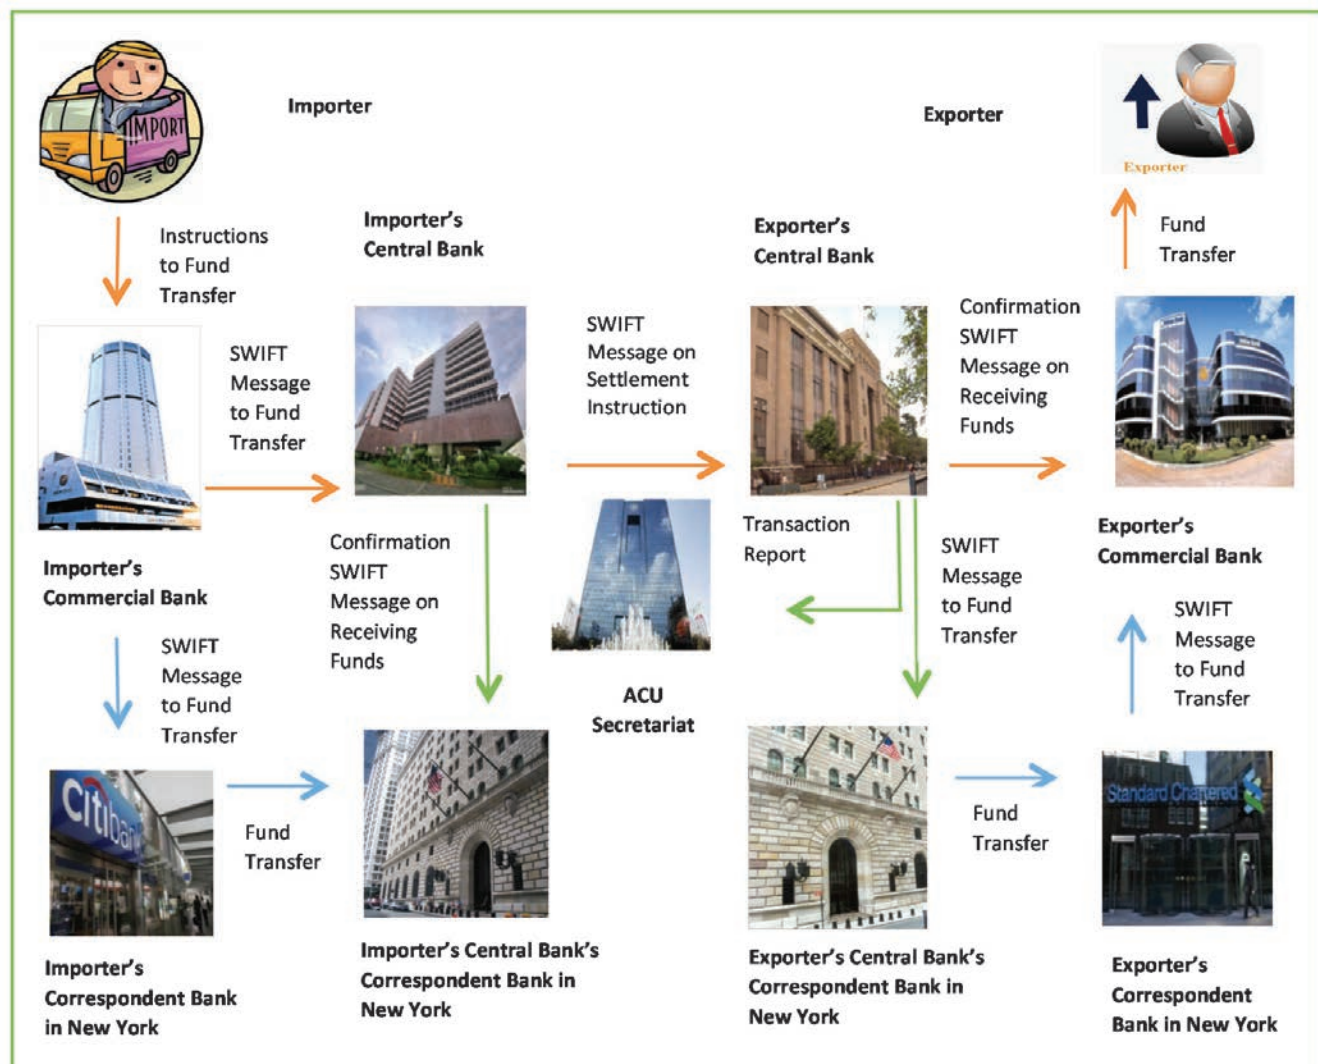 IMPORT
Importer
Exporter
Exporter
Instructions
to Fund
Transfer
Importer's
Central Bank
Exporter's
Central Bank
Fund
Transfer
SWIFT
Message
to Fund
Transfer
SWIFT
Message on
Settlement
Instruction
Confirmation
SWIFT
Message on
Receiving
Funds
Importer's
Commercial Bank
Confirmation
SWIFT
Message on
Receiving
Funds
Transaction
Report
SWIFT
Message
to Fund
Transfer
Exporter's
Commercial Bank
SWIFT
Message
to Fund
Transfer
ACU
Secretariat
SWIFT
Message
to Fund
Transfer
citibank
Fund
Transfer
Fund
Transfer
Standard Chartered
Importer's
Correspondent Bank
in New York
Importer's Central Bank's
Correspondent Bank in
New York
Exporter's Central Bank's
Correspondent Bank in
New York
Exporter's
Correspondent
Bank in New York